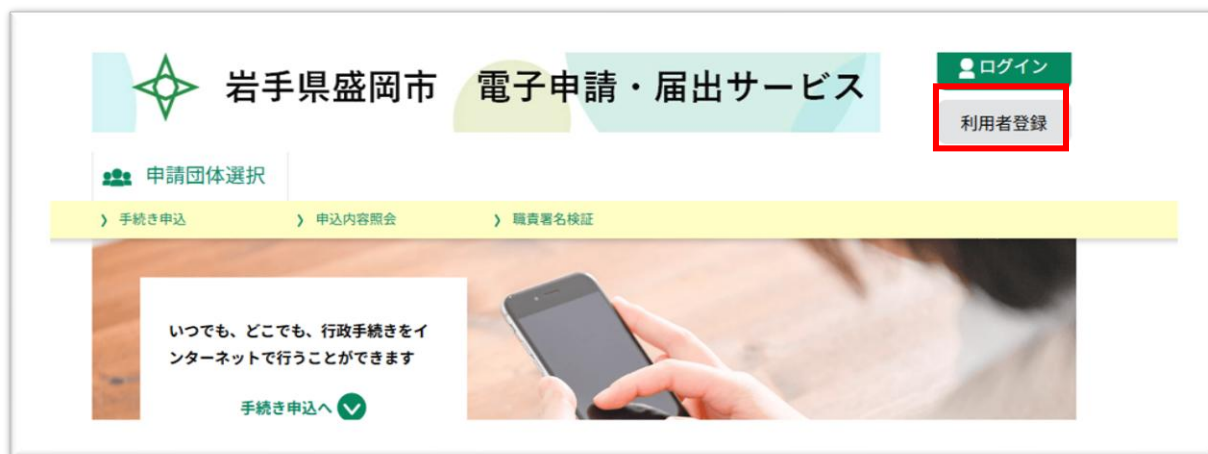 岩手県盛岡市　電子申請・届出サービス
ログイン
利用者登録
申請団体選択
手続き申込
申込内容照会
職責署名検証
いつでも、どこでも、行政手続きをイ
ンターネットで行うことができます
手続き申込へ